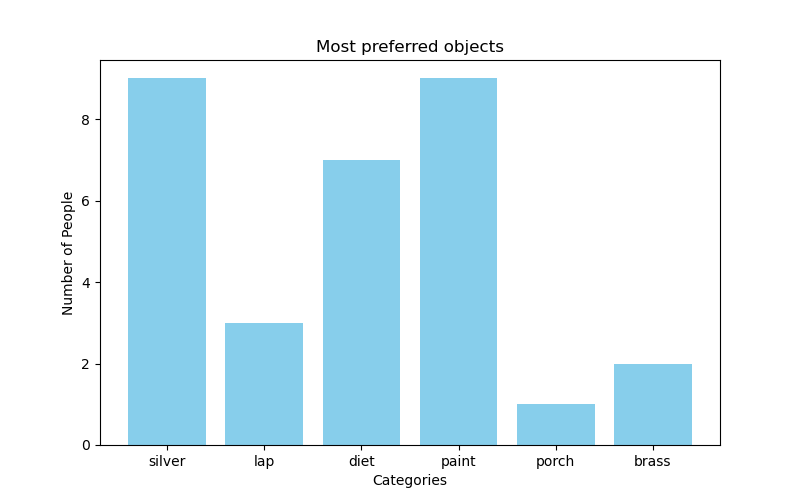 Most preferred objects
8
6
4
2
0
Number of People
silver lap diet paint porch brass
Categories